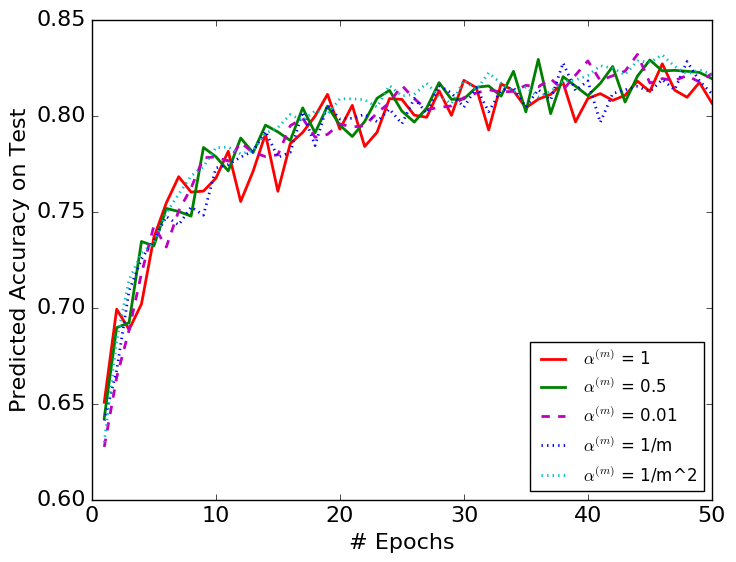 0.85
0.80
0.75
0.70
0.65
0.60
Predicted Accuracy on Test
0 10 20 30 40 50
# Epochs
α^(m) = 1
α^(m) = 0.5
α^(m) = 0.01
α^(m) = 1/m
α^(m) = 1/m^2